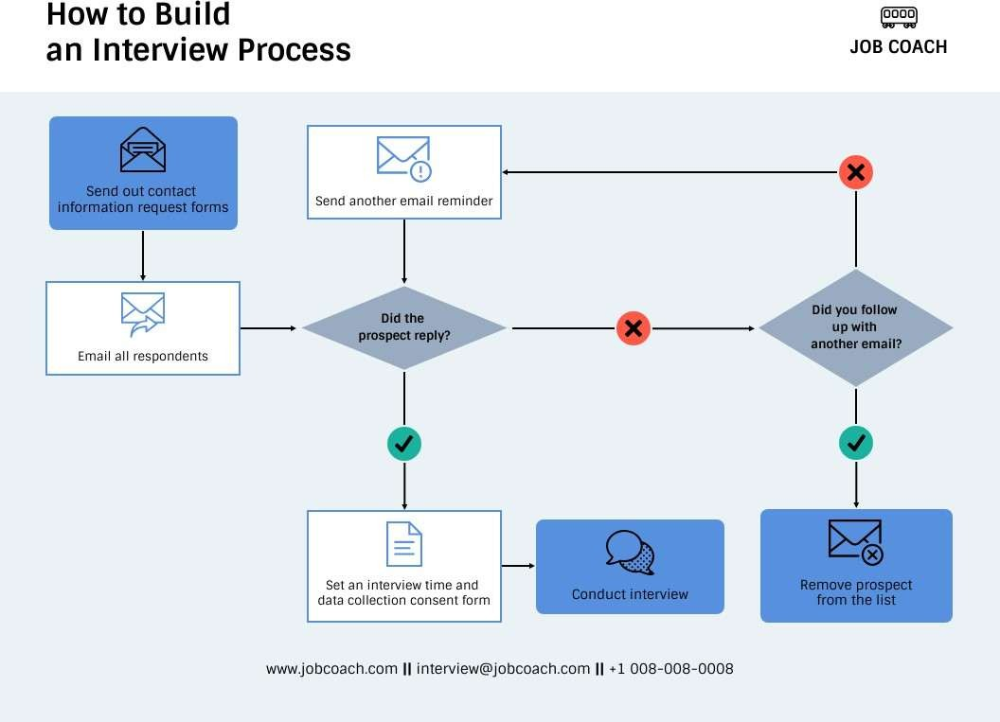 How to Build
an Interview Process
JOB COACH
Send out contact
information request forms
Send another email reminder
Email all respondents
Did the
prospect reply?
Did you follow
up with
another email?
Set an interview time and
data collection consent form
Conduct interview
Remove prospect
from the list
www.jobcoach.com || interview@jobcoach.com || +1 008-008-0008